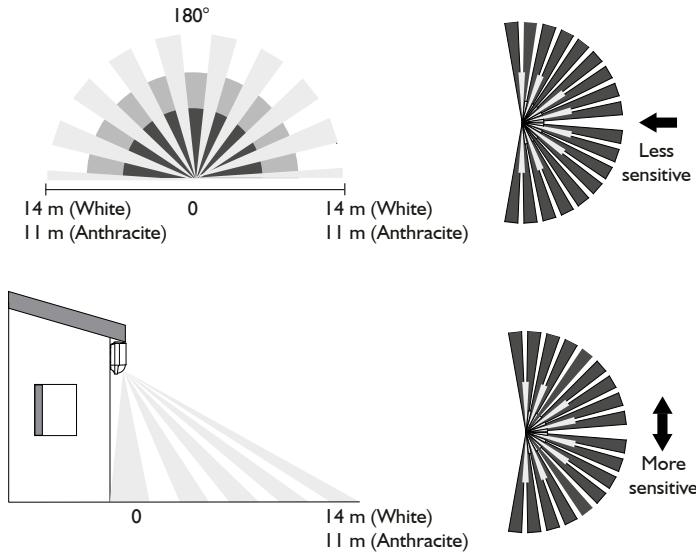 180°
14 m (White)
11 m (Anthracite)
0
14 m (White)
11 m (Anthracite)
Less
sensitive
0
14 m (White)
11 m (Anthracite)
More
sensitive